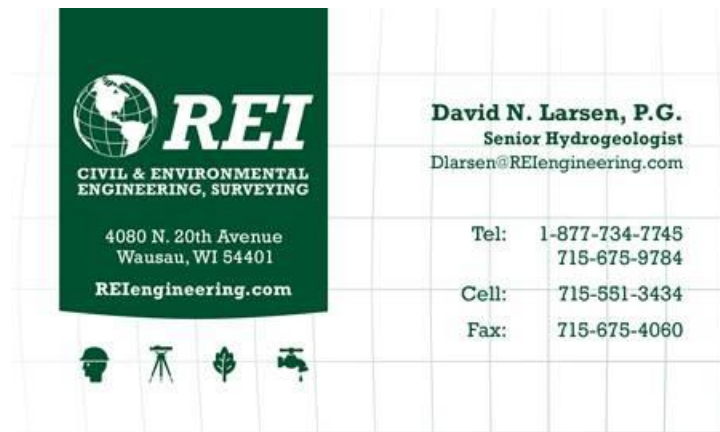 REI
CIVIL & ENVIRONMENTAL
ENGINEERING, SURVEYING
4080 N. 20th Avenue
Wausau, WI 54401
REIengineering.com
David N. Larsen, P.G.
Senior Hydrogeologist
Dlarsen@REIengineering.com
Tel: 1-877-734-7745
715-675-9784
Cell: 715-551-3434
Fax: 715-675-4060